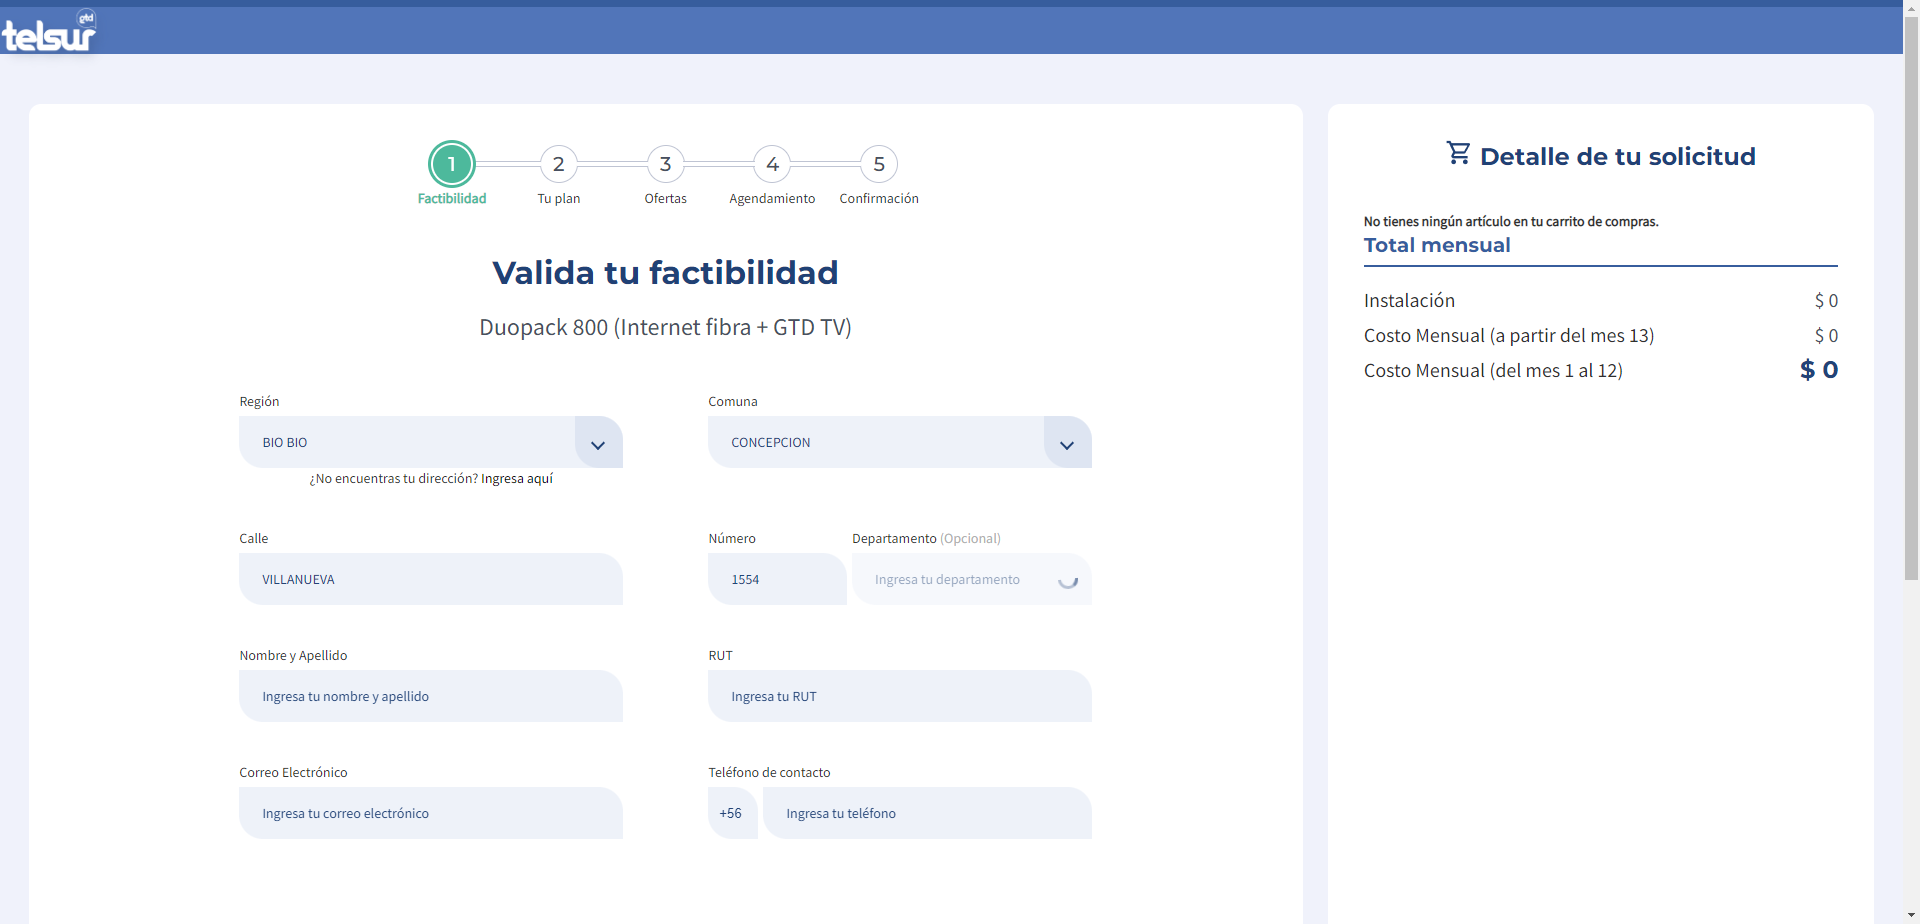 gtd
telsur
1
2
3
4
5
Factibilidad
Tu plan
Ofertas
Agendamiento
Confirmación
Valida tu factibilidad
Duopack 800 (Internet fibra + GTD TV)
Región
Comuna
BIO BIO
CONCEPCION
¿No encuentras tu dirección? Ingresa aquí
Calle
Número
Departamento (Opcional)
VILLANUEVA
1554
Ingresa tu departamento
Nombre y Apellido
RUT
Ingresa tu nombre y apellido
Ingresa tu RUT
Correo Electrónico
Teléfono de contacto
Ingresa tu correo electrónico
+56
Ingresa tu teléfono
Detalle de tu solicitud
No tienes ningún artículo en tu carrito de compras.
Total mensual
Instalación $ 0
Costo Mensual (a partir del mes 13) $ 0
Costo Mensual (del mes 1 al 12) $ 0